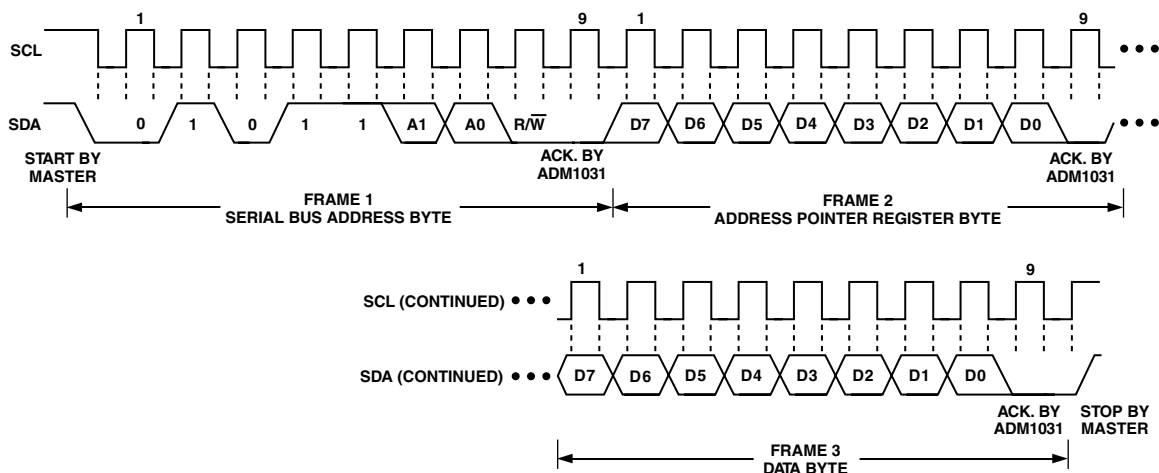 1 9 1 9
SCL
SDA 0 1 0 1 1 A1 A0 R/W̅ D7 D6 D5 D4 D3 D2 D1 D0
START BY
MASTER
ACK. BY
ADM1031
ACK. BY
ADM1031
FRAME 1
SERIAL BUS ADDRESS BYTE
FRAME 2
ADDRESS POINTER REGISTER BYTE
1 9
SCL (CONTINUED)
SDA (CONTINUED) D7 D6 D5 D4 D3 D2 D1 D0
ACK. BY
ADM1031
STOP BY
MASTER
FRAME 3
DATA BYTE